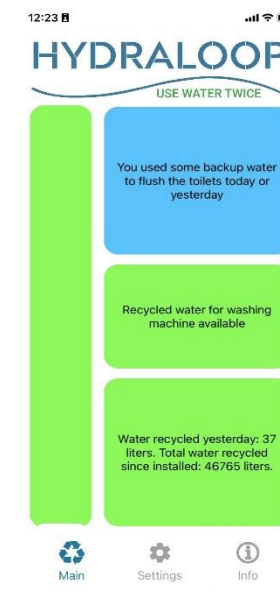 12:23
HYDRALOOP
USE WATER TWICE
You used some backup water
to flush the toilets today or
yesterday
Recycled water for washing
machine available
Water recycled yesterday: 37
liters. Total water recycled
since installed: 46765 liters.
Main Settings Info